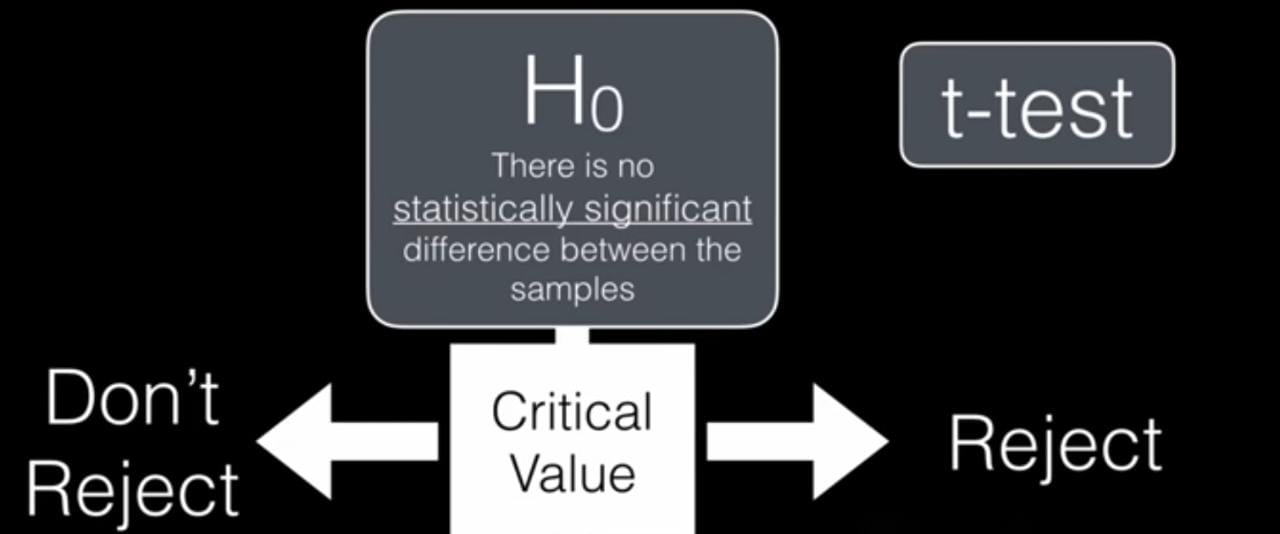 H0
There is no
statistically significant
difference between the
samples
t-test
Don’t
Reject
Critical
Value
Reject